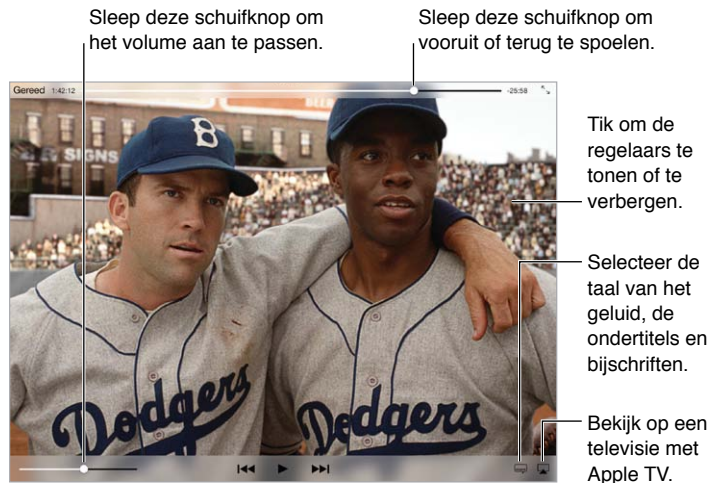 Sleep deze schuifknop om
het volume aan te passen.
Sleep deze schuifknop om
vooruit of terug te spoelen.
Gereed 1:42:12
-25:58
B
SIGNS
Tik om de
regelaars te
tonen of te
verbergen.
Selecteer de
taal van het
geluid, de
ondertitels en
bijschriften.
Dodgers
Dodgers
Bekijk op een
televisie met
Apple TV.